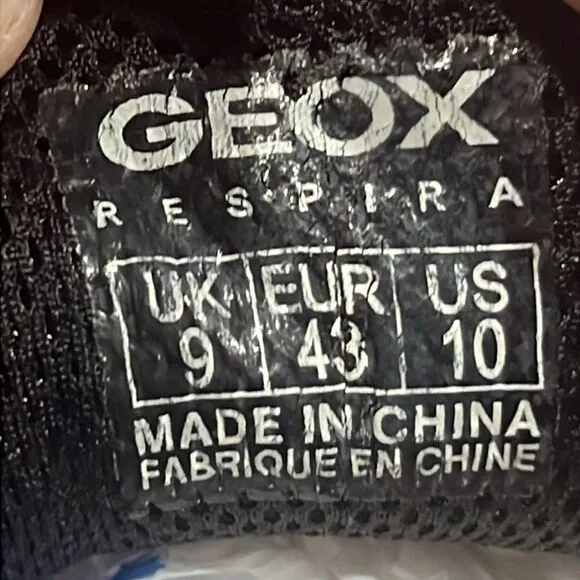 GEOX
RESPIRA
UK EUR US
9 43 10
MADE IN CHINA
FABRIQUE EN CHINE